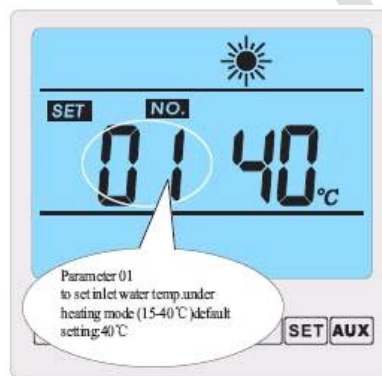 SET NO.
01 40°C
Parameter 01
to set inlet water temp.under
heating mode (15-40℃)default
setting:40℃
SET AUX